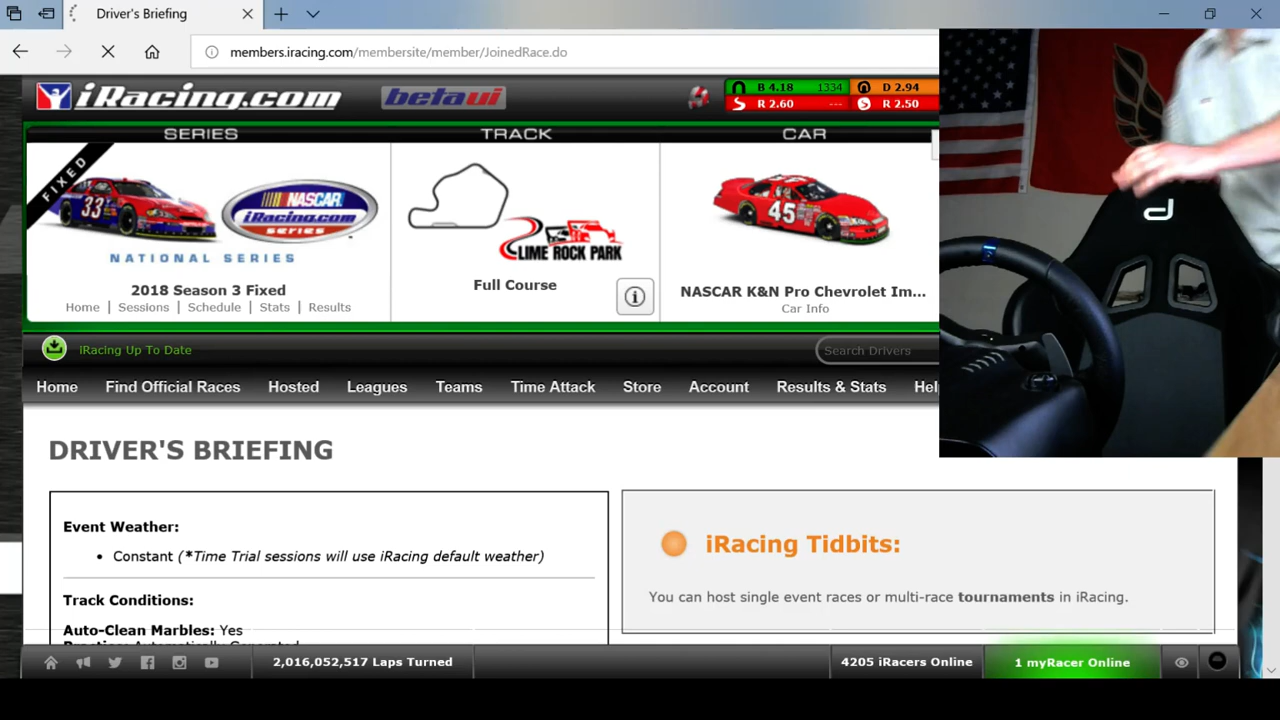 Driver's Briefing
members.iracing.com/membersite/member/JoinedRace.do
iRacing.com
betaui
B 4.18 1334
D 2.94
R 2.60 ---
R 2.50
SERIES
TRACK
CAR
FIXED
33
NASCAR
iRacing.com
series
NATIONAL SERIES
2018 Season 3 Fixed
Home | Sessions | Schedule | Stats | Results
LIME ROCK PARK
Full Course
45
NASCAR K&N Pro Chevrolet Im...
Car Info
iRacing Up To Date
Search Drivers
Home
Find Official Races
Hosted
Leagues
Teams
Time Attack
Store
Account
Results & Stats
Hel
DRIVER'S BRIEFING
Event Weather:
• Constant (*Time Trial sessions will use iRacing default weather)
Track Conditions:
Auto-Clean Marbles: Yes
Practice: Automatically Generated
iRacing Tidbits:
You can host single event races or multi-race tournaments in iRacing.
2,016,052,517 Laps Turned
4205 iRacers Online
1 myRacer Online